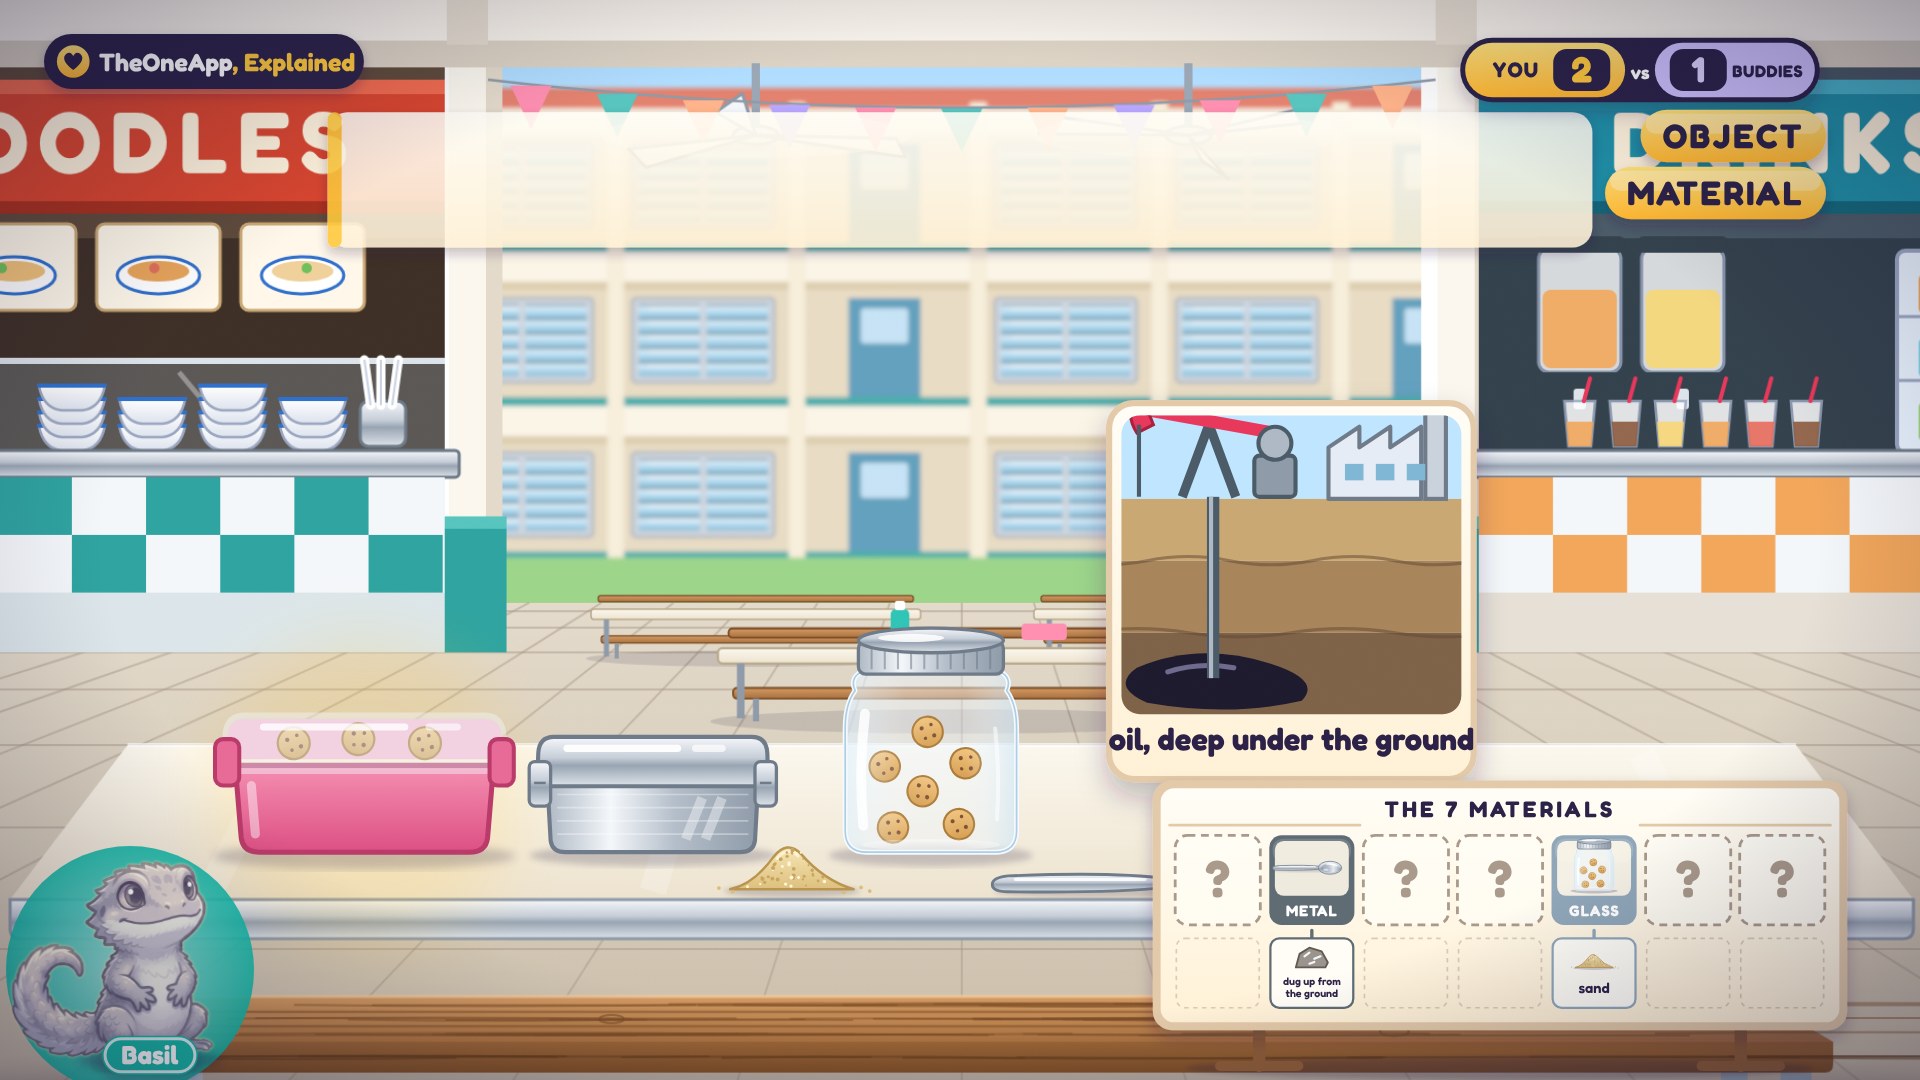 TheOneApp, Explained
YOU 2 vs 1 BUDDIES
OODLES
OBJECT
MATERIAL
oil, deep under the ground
THE 7 MATERIALS
? ? ? ? ?
METAL
GLASS
dug up from
the ground
sand
Basil